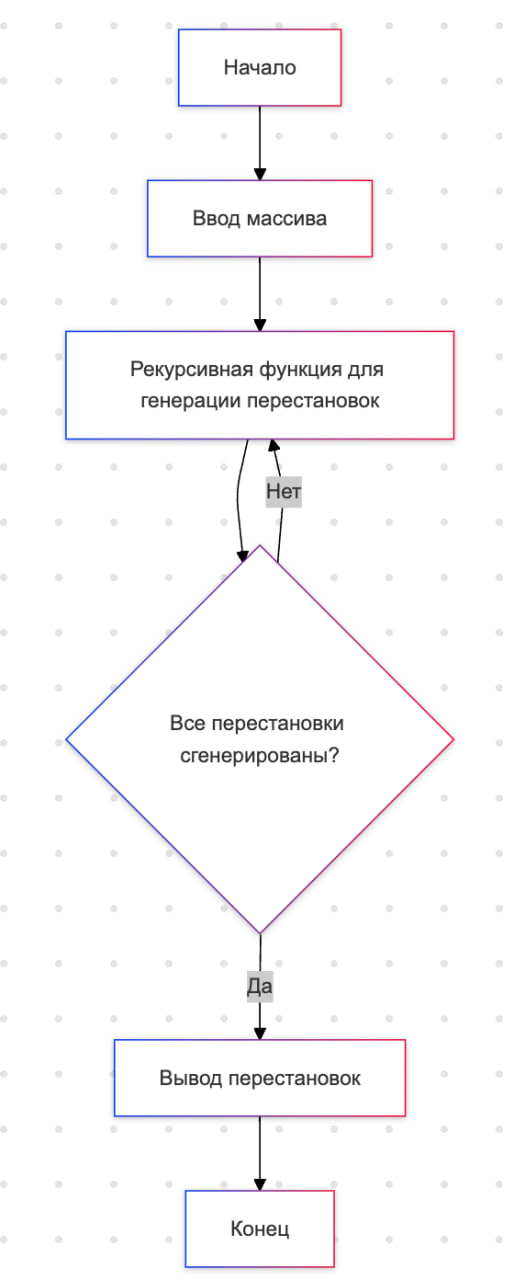 Начало
Ввод массива
Рекурсивная функция для
генерации перестановок
Нет
Все перестановки
сгенерированы?
Да
Вывод перестановок
Конец